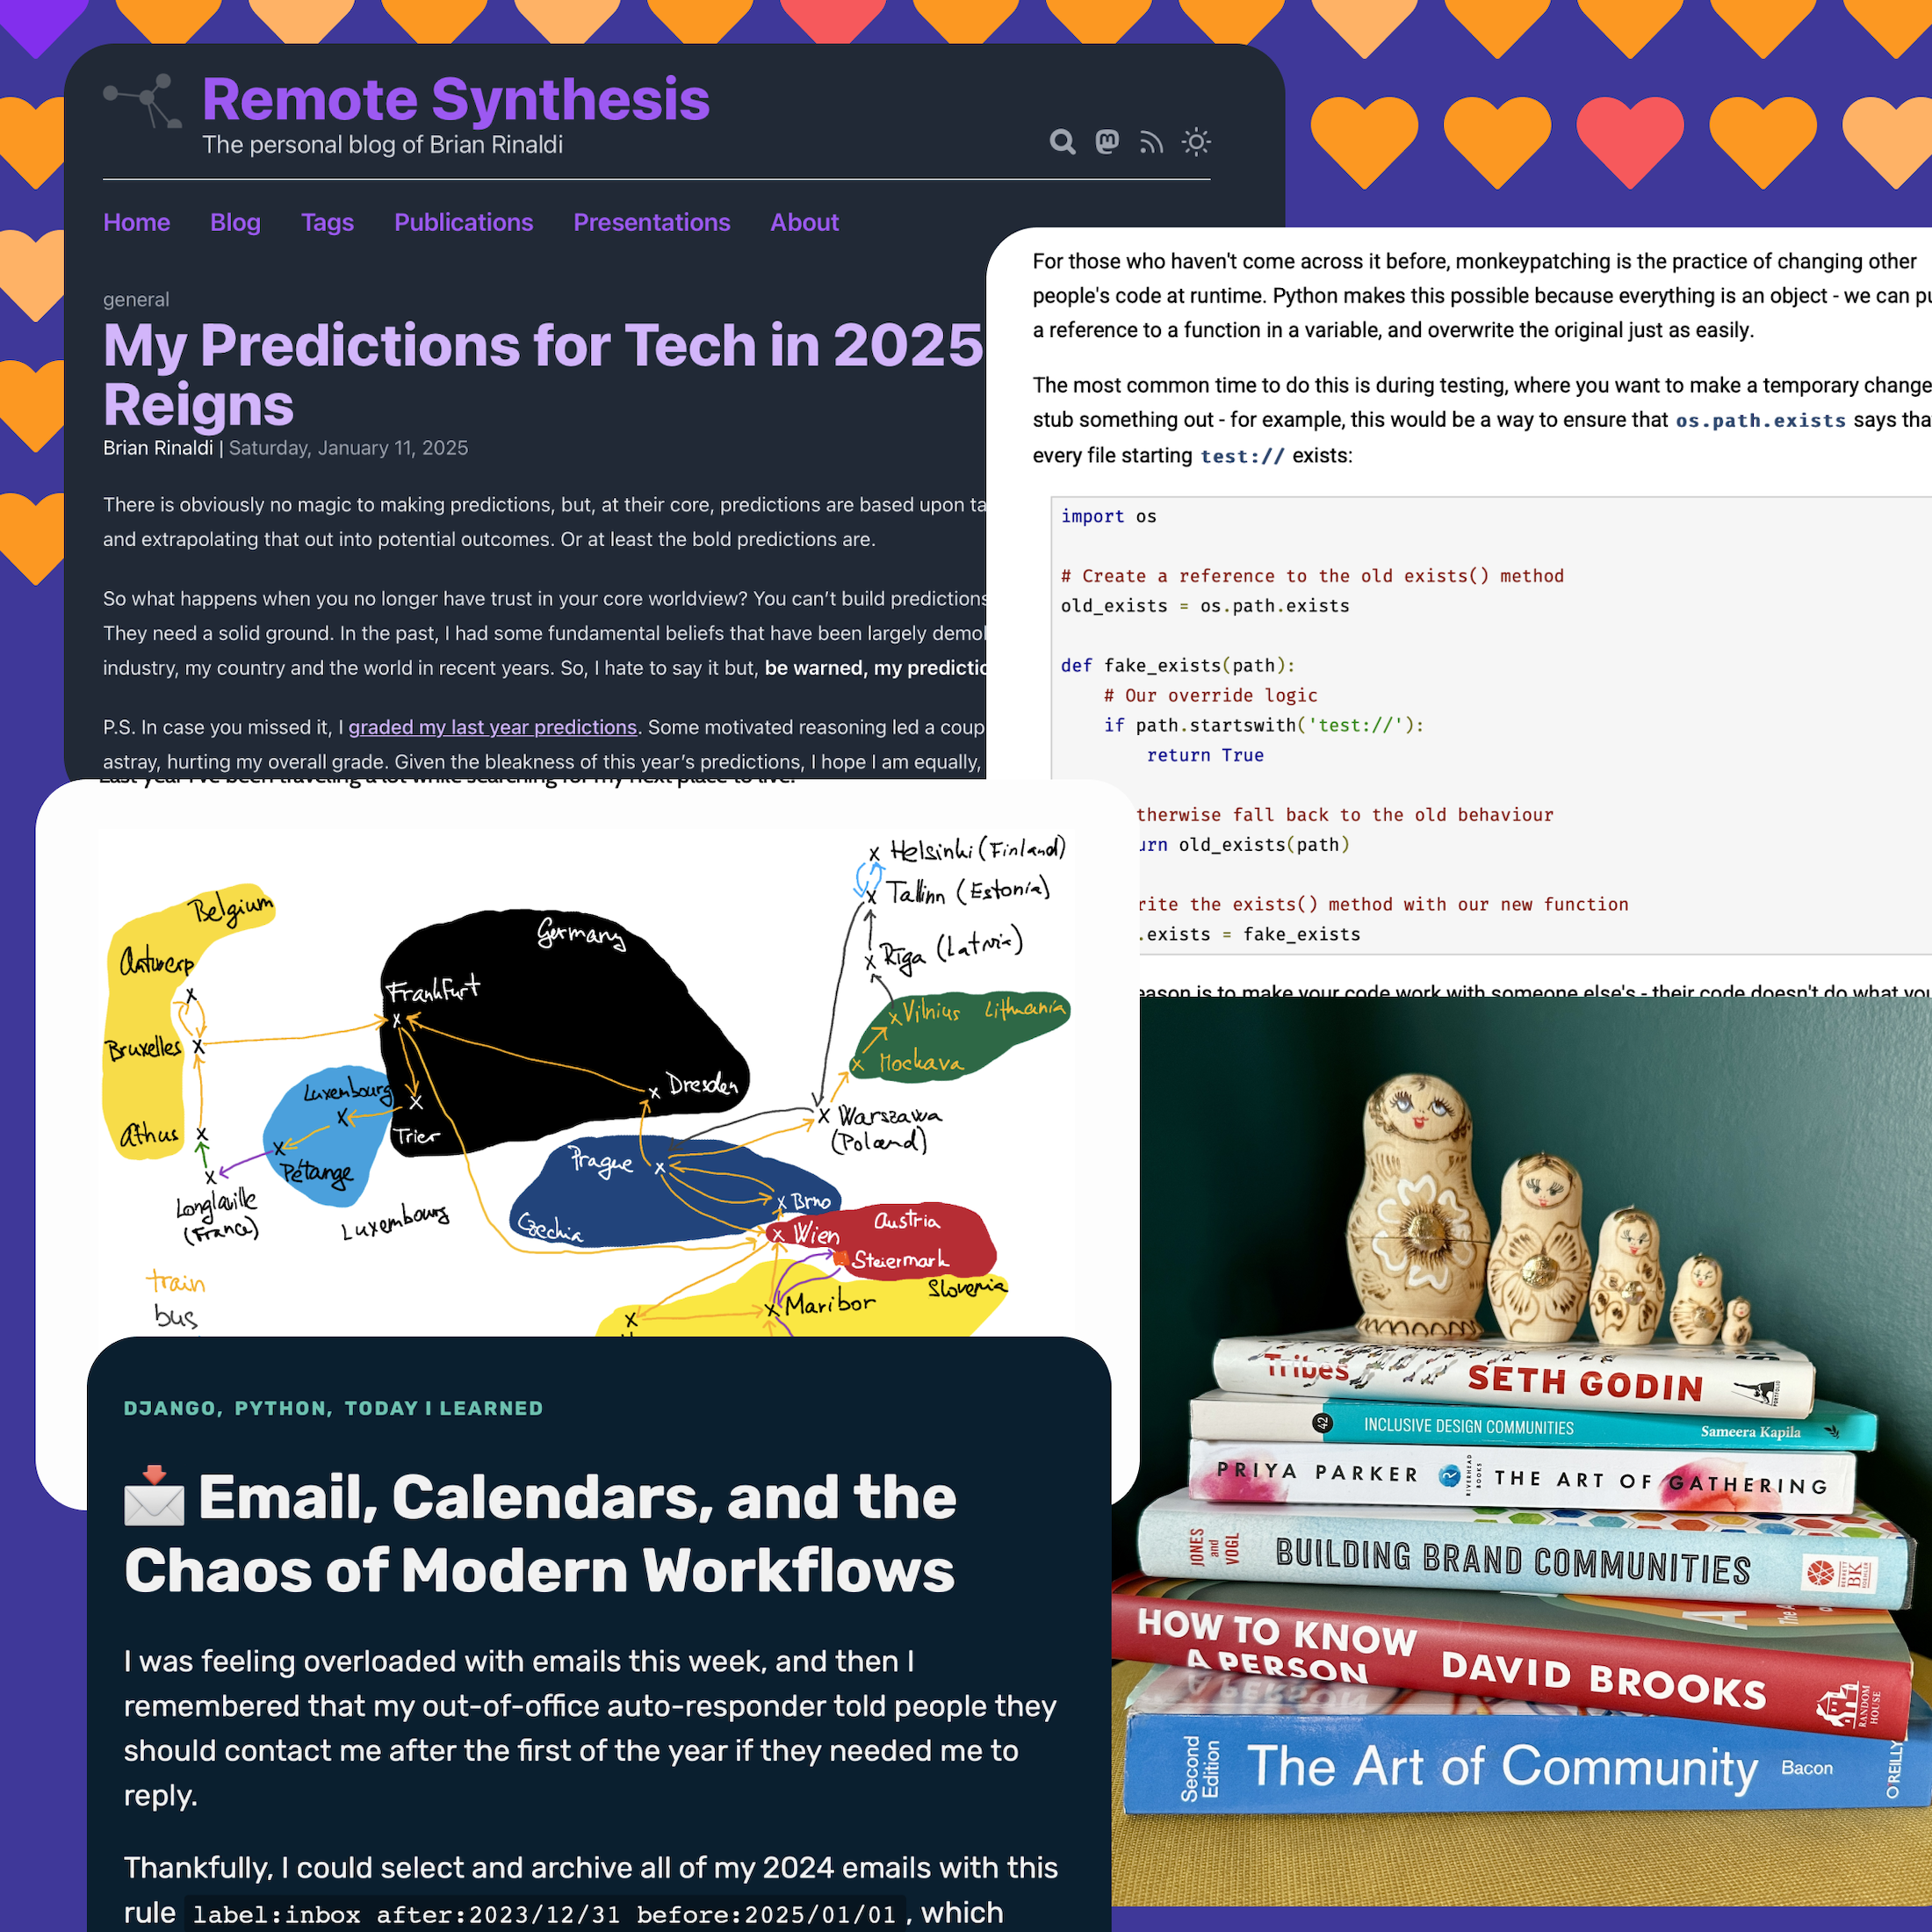 Remote Synthesis
The personal blog of Brian Rinaldi
Home Blog Tags Publications Presentations About
general
My Predictions for Tech in 2025
Reigns
Brian Rinaldi | Saturday, January 11, 2025
There is obviously no magic to making predictions, but, at their core, predictions are based upon
and extrapolating that out into potential outcomes. Or at least the bold predictions are.
So what happens when you no longer have trust in your core worldview? You can't build predictions
They need a solid ground. In the past, I had some fundamental beliefs that have been largely
industry, my country and the world in recent years. So, I hate to say it but, be warned, my
P.S. In case you missed it, I graded my last year predictions. Some motivated reasoning led a
astray, hurting my overall grade. Given the bleakness of this year's predictions, I hope I am equally,
For those who haven't come across it before, monkeypatching is the practice of changing other
people's code at runtime. Python makes this possible because everything is an object - we can
a reference to a function in a variable, and overwrite the original just as easily.
The most common time to do this is during testing, where you want to make a temporary change
stub something out - for example, this would be a way to ensure that os.path.exists says
every file starting test:// exists:
import os
# Create a reference to the old exists() method
old_exists = os.path.exists
def fake_exists(path):
# Our override logic
if path.startswith('test://'):
return True
therwise fall back to the old behaviour
urn old_exists(path)
rite the exists() method with our new function
.exists = fake_exists
eason is to make your code work with someone else's - their code doesn't do what you
Last year I've been traveling a lot while searching for my next place to live.
Helsinki (Finland)
Tallinn (Estonia)
Riga (Latvia)
Vilnius Lithuania
Mockava
Warszawa
(Poland)
Belgium
Antwerp
Bruxelles
Athus
Longlaville
(France)
Germany
Frankfurt
Dresden
Trier
Luxembourg
Pétange
Luxembourg
Prague
Brno
Czechia
Wien
Austria
Steiermark
Slovenia
Maribor
train
bus
DJANGO, PYTHON, TODAY I LEARNED
📩 Email, Calendars, and the
Chaos of Modern Workflows
I was feeling overloaded with emails this week, and then I
remembered that my out-of-office auto-responder told people they
should contact me after the first of the year if they needed me to
reply.
Thankfully, I could select and archive all of my 2024 emails with this
rule label:inbox after:2023/12/31 before:2025/01/01, which
Tribes SETH GODIN
PORTFOLIO
42 INCLUSIVE DESIGN COMMUNITIES Sameera Kapila
PRIYA PARKER RIVERHEAD BOOKS THE ART OF GATHERING
JONES and VOGL BUILDING BRAND COMMUNITIES BK
HOW TO KNOW
A PERSON DAVID BROOKS RANDOM HOUSE
Second Edition The Art of Community Bacon O'REILLY